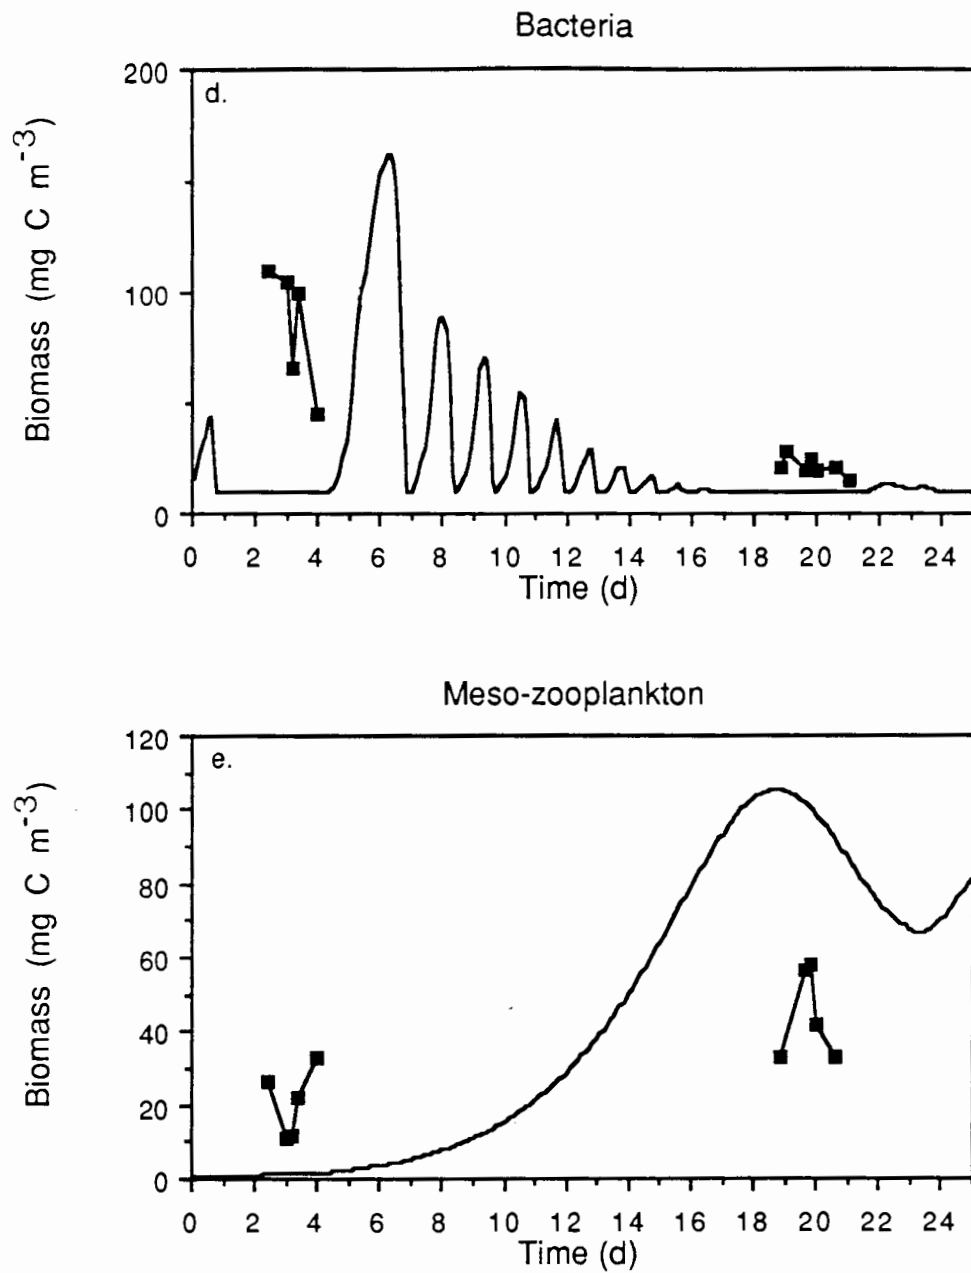 Bacteria
d.
Biomass (mg C m⁻³)
200
100
0
0 2 4 6 8 10 12 14 16 18 20 22 24
Time (d)
Meso-zooplankton
e.
Biomass (mg C m⁻³)
120
100
80
60
40
20
0
0 2 4 6 8 10 12 14 16 18 20 22 24
Time (d)